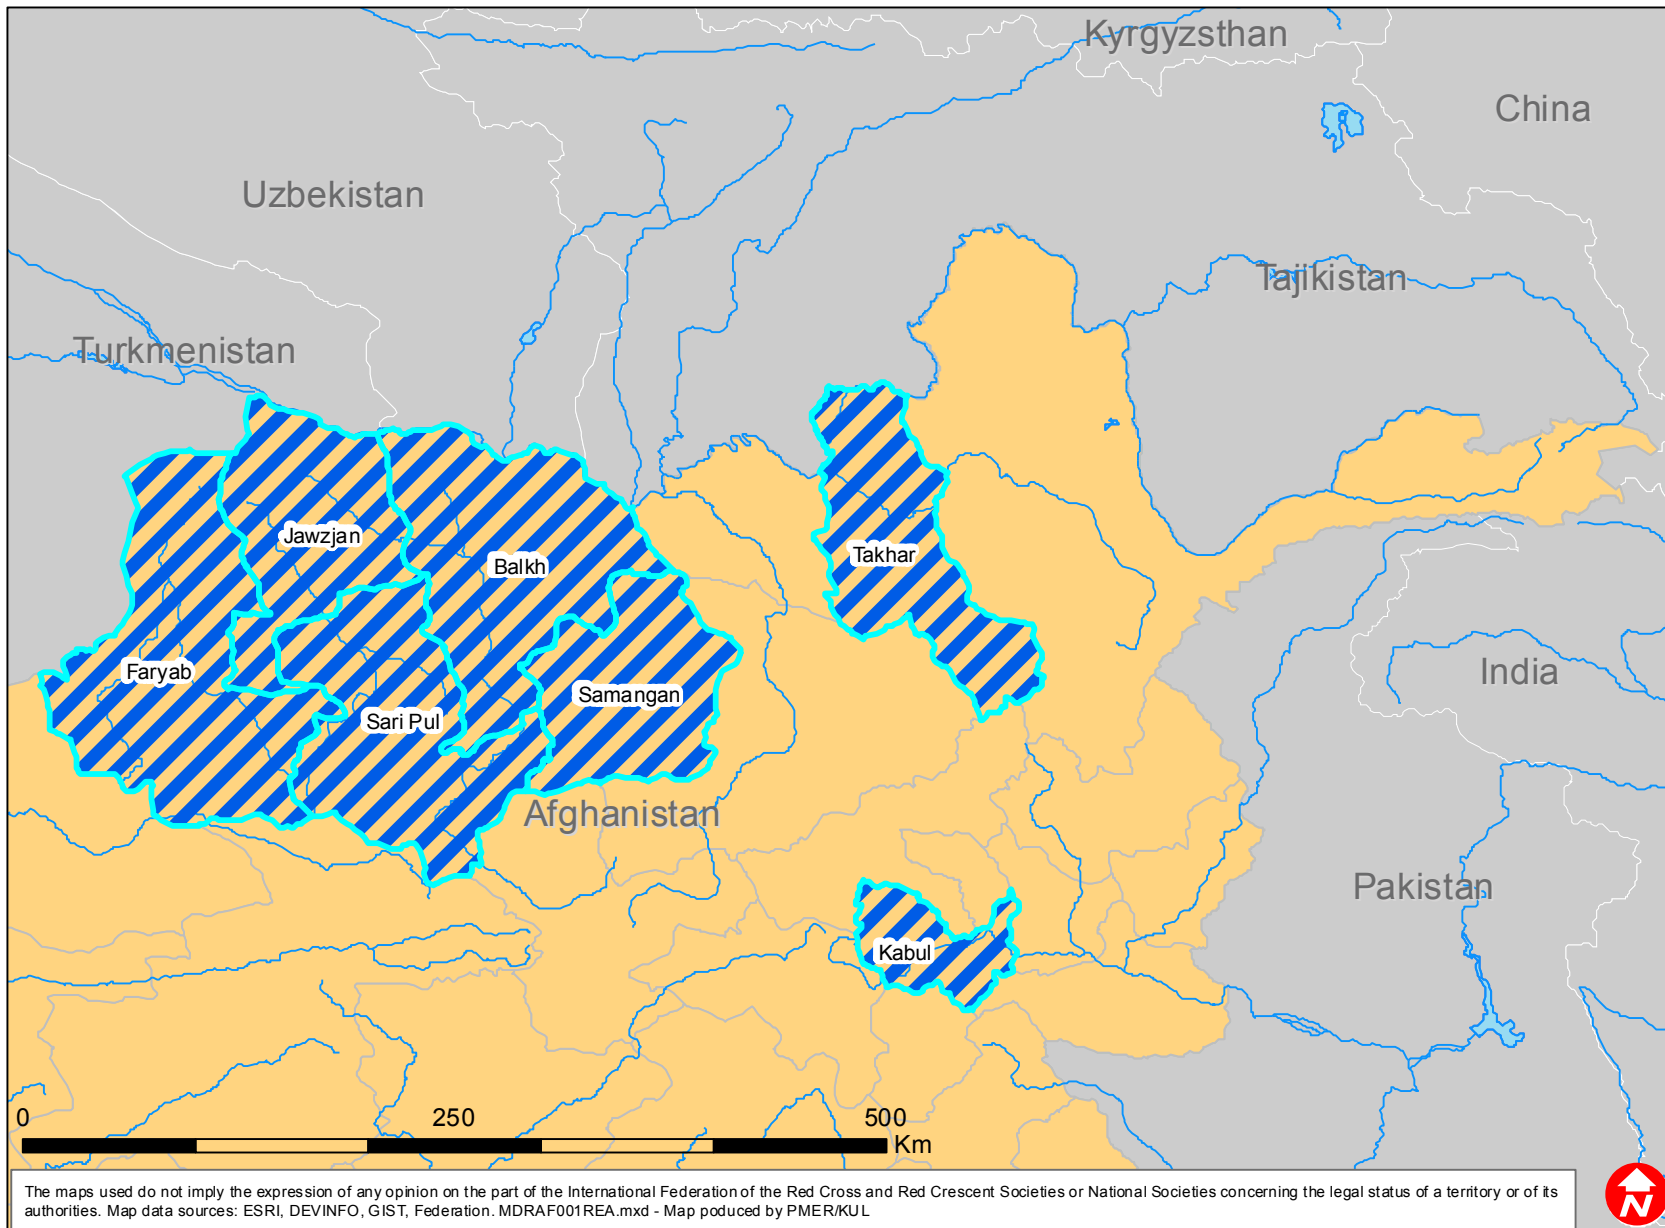 Kyrgyzsthan
China
Uzbekistan
Tajikistan
Turkmenistan
Jawzjan
Balkh
Takhar
Faryab
Samangan
India
Sari Pul
Afghanistan
Pakistan
Kabul
0 250 500
Km
The maps used do not imply the expression of any opinion on the part of the International Federation of the Red Cross and Red Crescent Societies or National Societies concerning the legal status of a territory or of its
authorities. Map data sources: ESRI, DEVINFO, GIST, Federation. MDRAF001REA.mxd - Map poduced by PMER/KUL
N